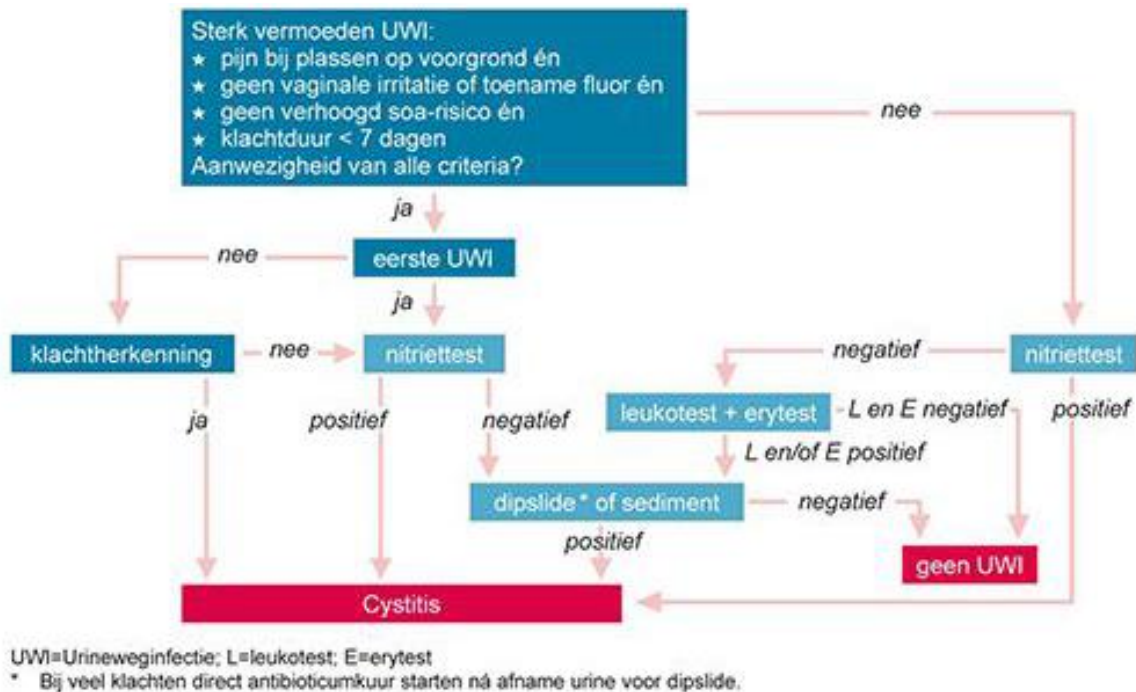 Sterk vermoeden UWI:
★ pijn bij plassen op voorgrond én
★ geen vaginale irritatie of toename fluor én
★ geen verhoogd soa-risico én
★ klachtduur < 7 dagen
Aanwezigheid van alle criteria?
nee
ja
nee
eerste UWI
ja
klachtherkenning
nee
nitriettest
negatief
nitriettest
ja
positief
negatief
leukotest + erytest
L en E negatief
positief
L en/of E positief
dipslide * of sediment
negatief
positief
geen UWI
Cystitis
UWI=Urineweginfectie; L=leukotest; E=erytest
* Bij veel klachten direct antibioticumkuur starten ná afname urine voor dipslide.